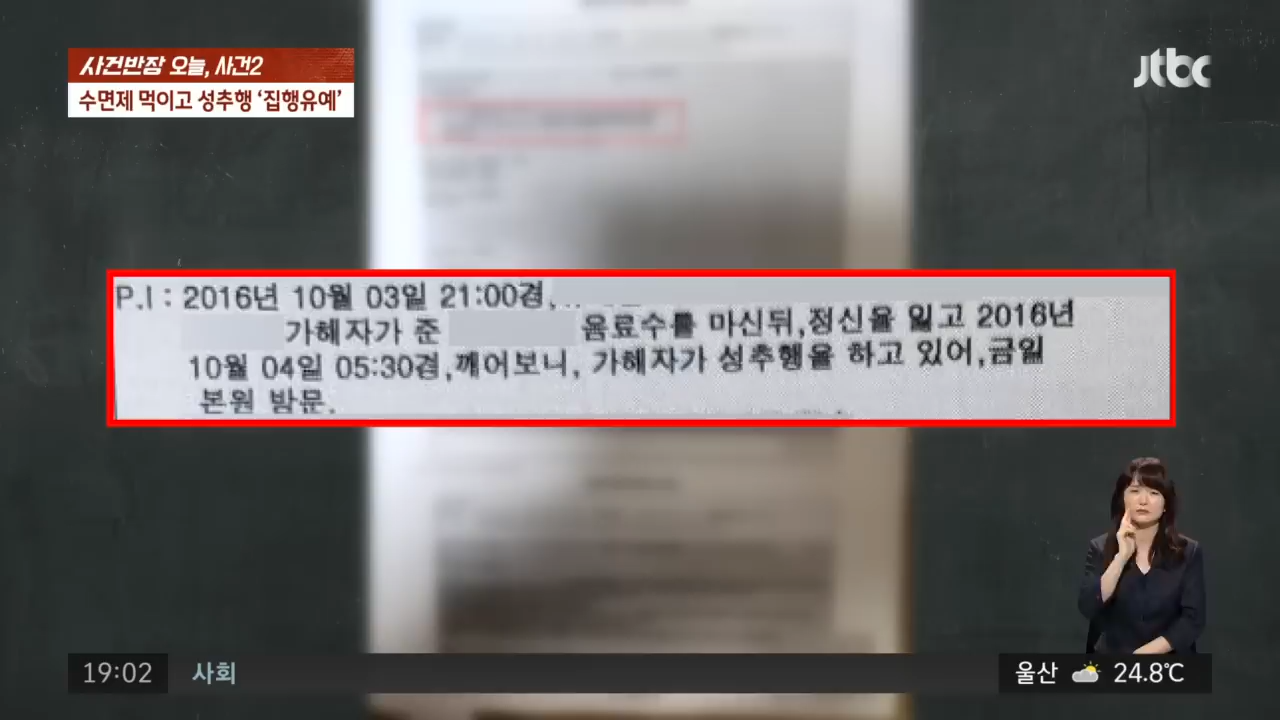 사건반장 오늘, 사건2
수면제 먹이고 성추행 ‘집행유예’
jtbc
P.I : 2016년 10월 03일 21:00경,
가해자가 준 음료수를 마신뒤,정신을 잃고 2016년
10월 04일 05:30경,깨어보니, 가해자가 성추행을 하고 있어,금일
본원 방문.
19:02 사회
울산 24.8℃